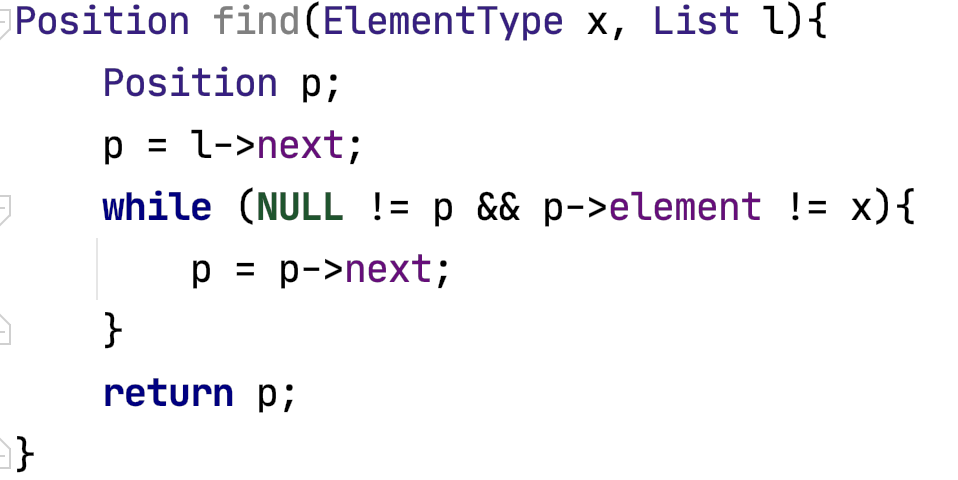 Position find(ElementType x, List l){
    Position p;
    p = l->next;
    while (NULL != p && p->element != x){
        p = p->next;
    }
    return p;
}